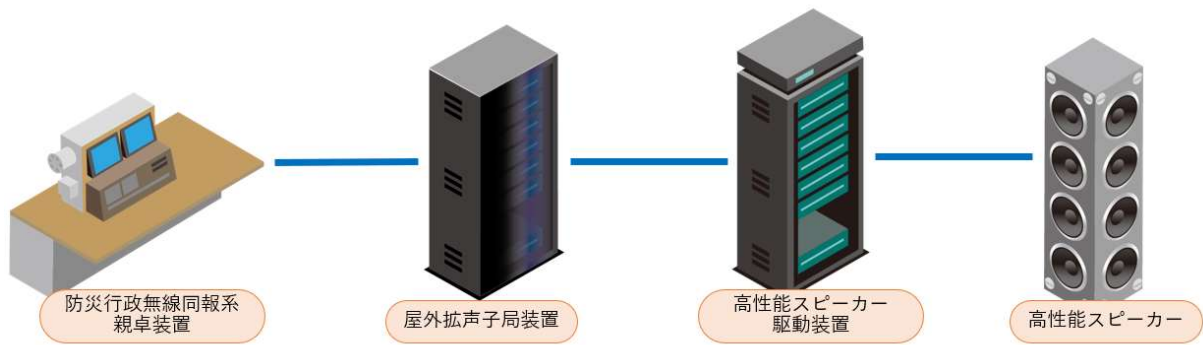 防災行政無線同報系
親卓装置
屋外拡声子局装置
高性能スピーカー
駆動装置
高性能スピーカー